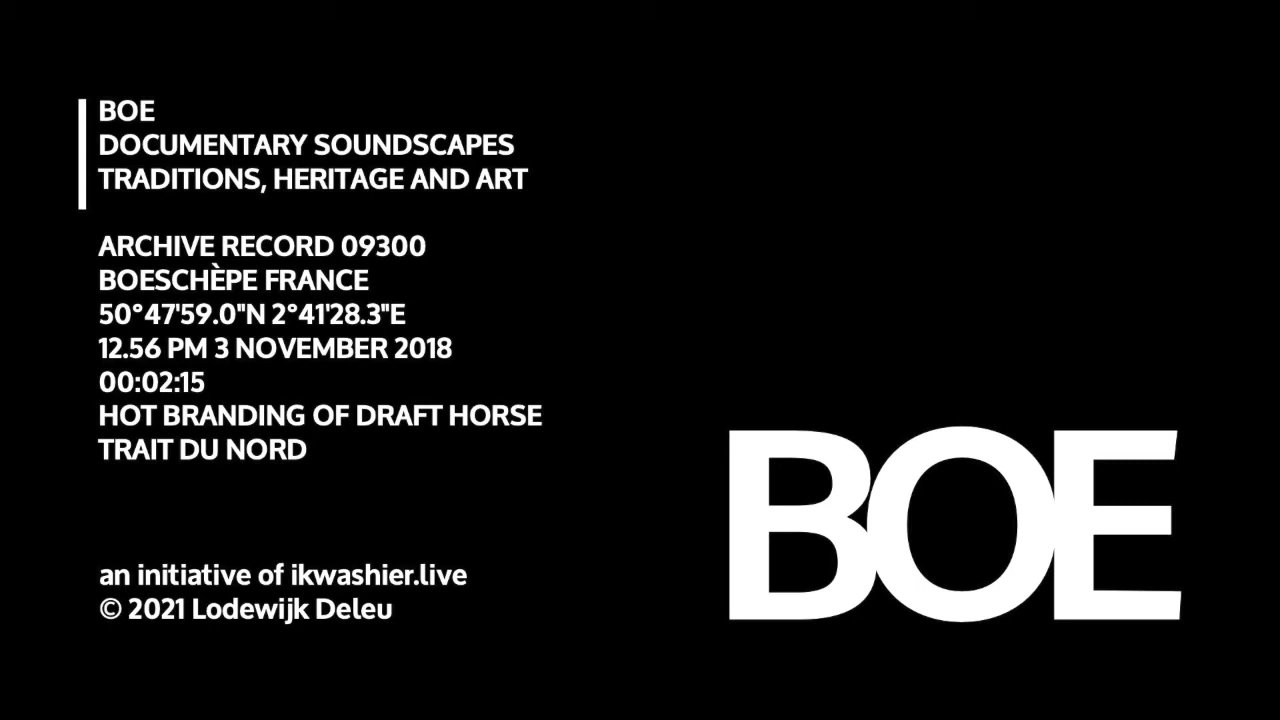 BOE
DOCUMENTARY SOUNDSCAPES
TRADITIONS, HERITAGE AND ART
ARCHIVE RECORD 09300
BOESCHÈPE FRANCE
50°47'59.0"N 2°41'28.3"E
12.56 PM 3 NOVEMBER 2018
00:02:15
HOT BRANDING OF DRAFT HORSE
TRAIT DU NORD
an initiative of ikwashier.live
© 2021 Lodewijk Deleu
BOE